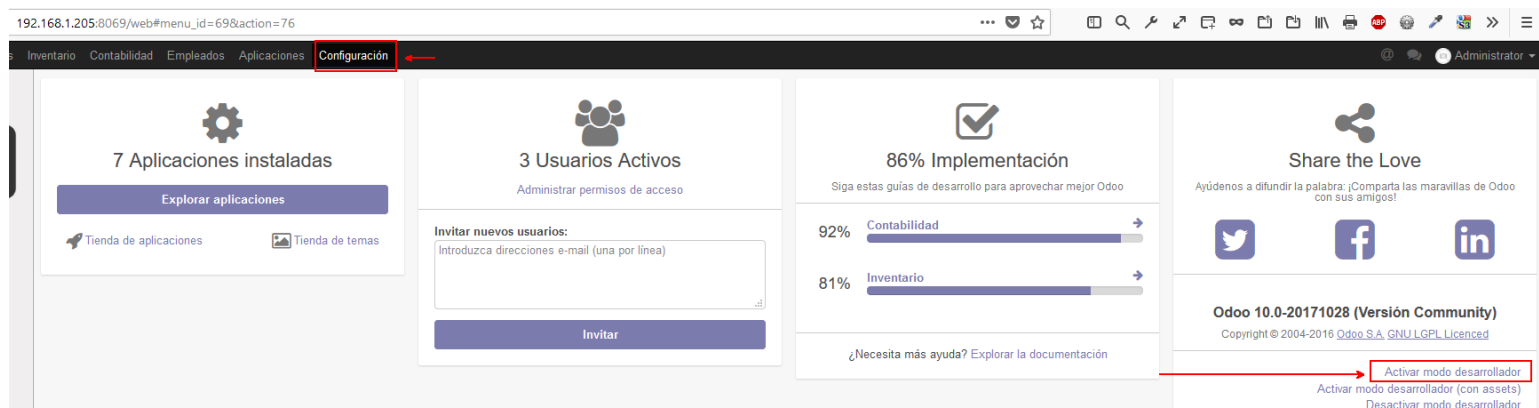 192.168.1.205:8069/web#menu_id=69&action=76
ABP
s Inventario Contabilidad Empleados Aplicaciones Configuración
@ Administrator
7 Aplicaciones instaladas
Explorar aplicaciones
Tienda de aplicaciones Tienda de temas
3 Usuarios Activos
Administrar permisos de acceso
Invitar nuevos usuarios:
Introduzca direcciones e-mail (una por línea)
Invitar
86% Implementación
Siga estas guías de desarrollo para aprovechar mejor Odoo
92% Contabilidad
81% Inventario
¿Necesita más ayuda? Explorar la documentación
Share the Love
Ayúdenos a difundir la palabra: ¡Comparta las maravillas de Odoo
con sus amigos!
Odoo 10.0-20171028 (Versión Community)
Copyright © 2004-2016 Odoo S.A. GNU LGPL Licenced
Activar modo desarrollador
Activar modo desarrollador (con assets)
Desactivar modo desarrollador